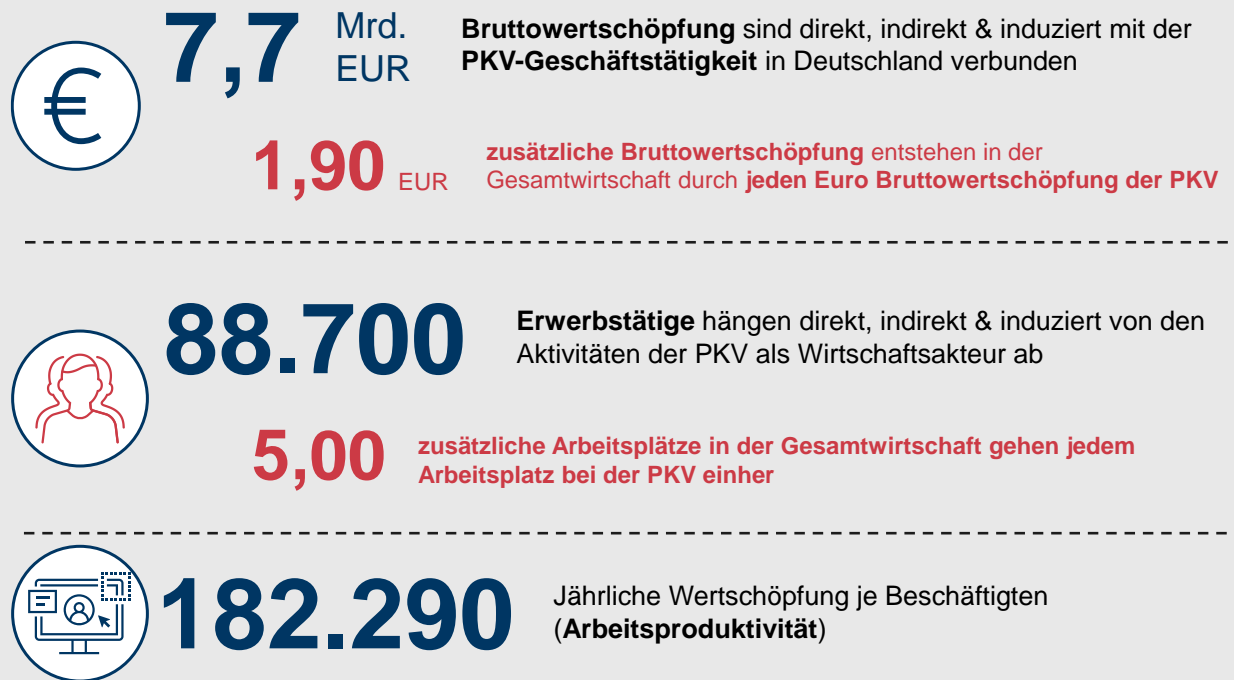 7,7 Mrd. EUR
Bruttowertschöpfung sind direkt, indirekt & induziert mit der
PKV-Geschäftstätigkeit in Deutschland verbunden
€
1,90 EUR
zusätzliche Bruttowertschöpfung entstehen in der
Gesamtwirtschaft durch jeden Euro Bruttowertschöpfung der PKV
88.700
Erwerbstätige hängen direkt, indirekt & induziert von den
Aktivitäten der PKV als Wirtschaftsakteur ab
5,00
zusätzliche Arbeitsplätze in der Gesamtwirtschaft gehen jedem
Arbeitsplatz bei der PKV einher
182.290
Jährliche Wertschöpfung je Beschäftigten
(Arbeitsproduktivität)